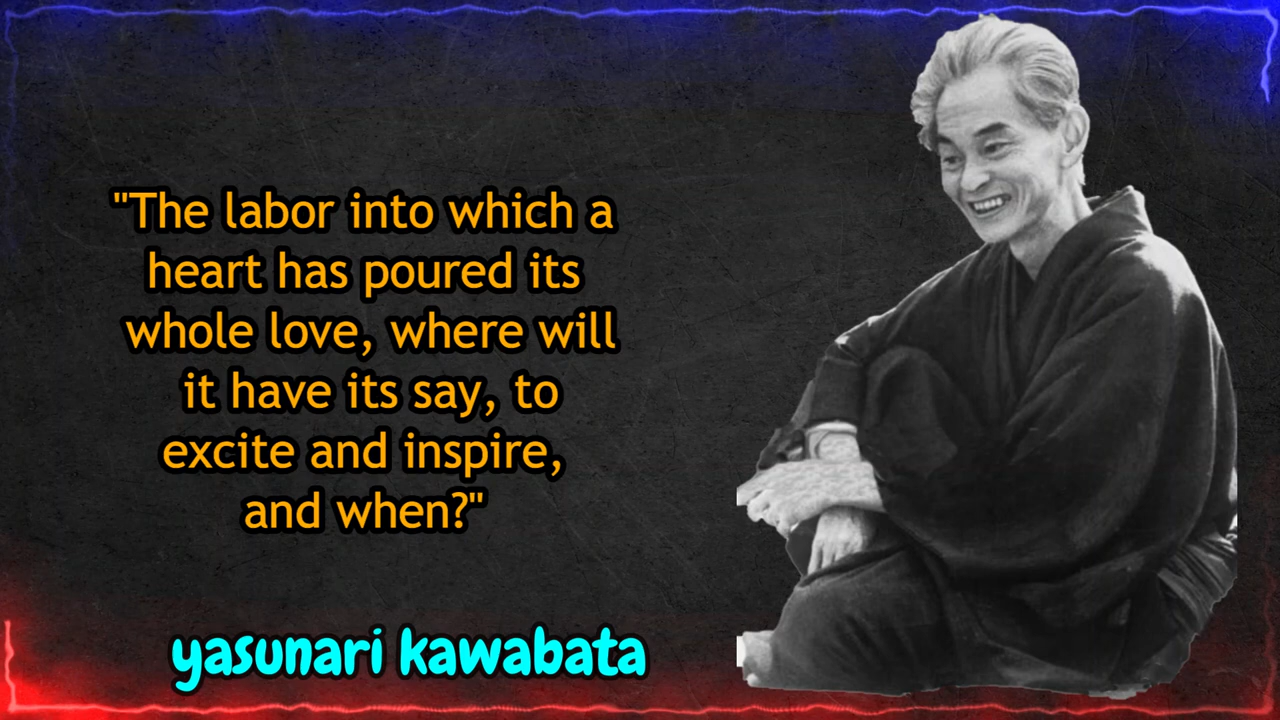 "The labor into which a
heart has poured its
whole love, where will
it have its say, to
excite and inspire,
and when?"
yasunari kawabata